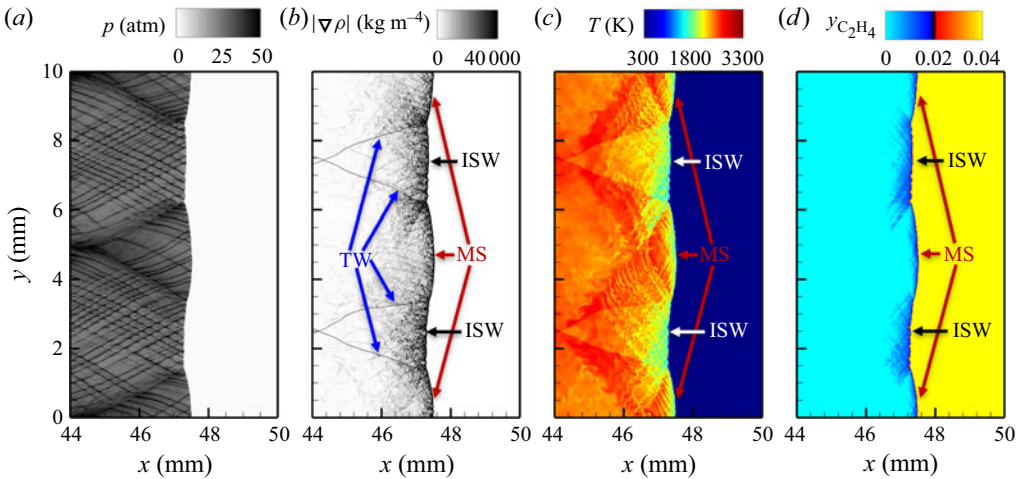 (a) p (atm)
0 25 50
(b) |∇ρ| (kg m⁻⁴)
0 40 000
(c) T (K)
300 1800 3300
(d) y_C₂H₄
0 0.02 0.04
10
8
6
4
2
0
y (mm)
ISW
TW
MS
ISW
ISW
MS
ISW
ISW
MS
ISW
44 46 48 50
44 46 48 50
44 46 48 50
44 46 48 50
x (mm)
x (mm)
x (mm)
x (mm)